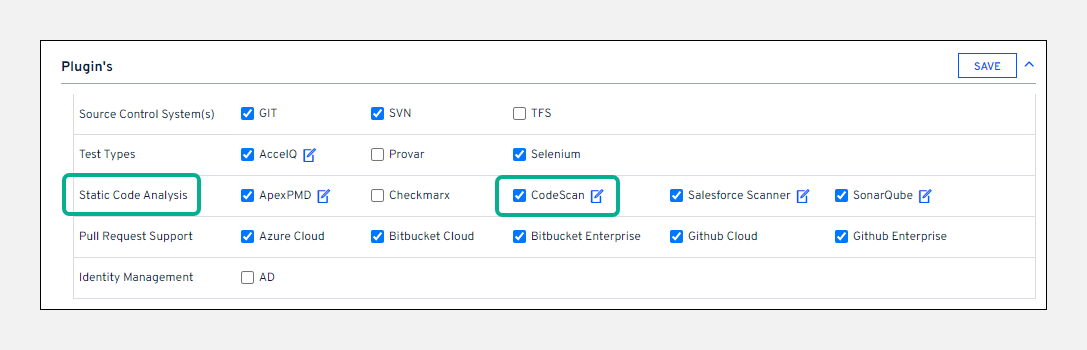 Plugin's SAVE
Source Control System(s) GIT SVN TFS
Test Types AccelQ Provar Selenium
Static Code Analysis ApexPMD Checkmarx CodeScan Salesforce Scanner SonarQube
Pull Request Support Azure Cloud Bitbucket Cloud Bitbucket Enterprise Github Cloud Github Enterprise
Identity Management AD